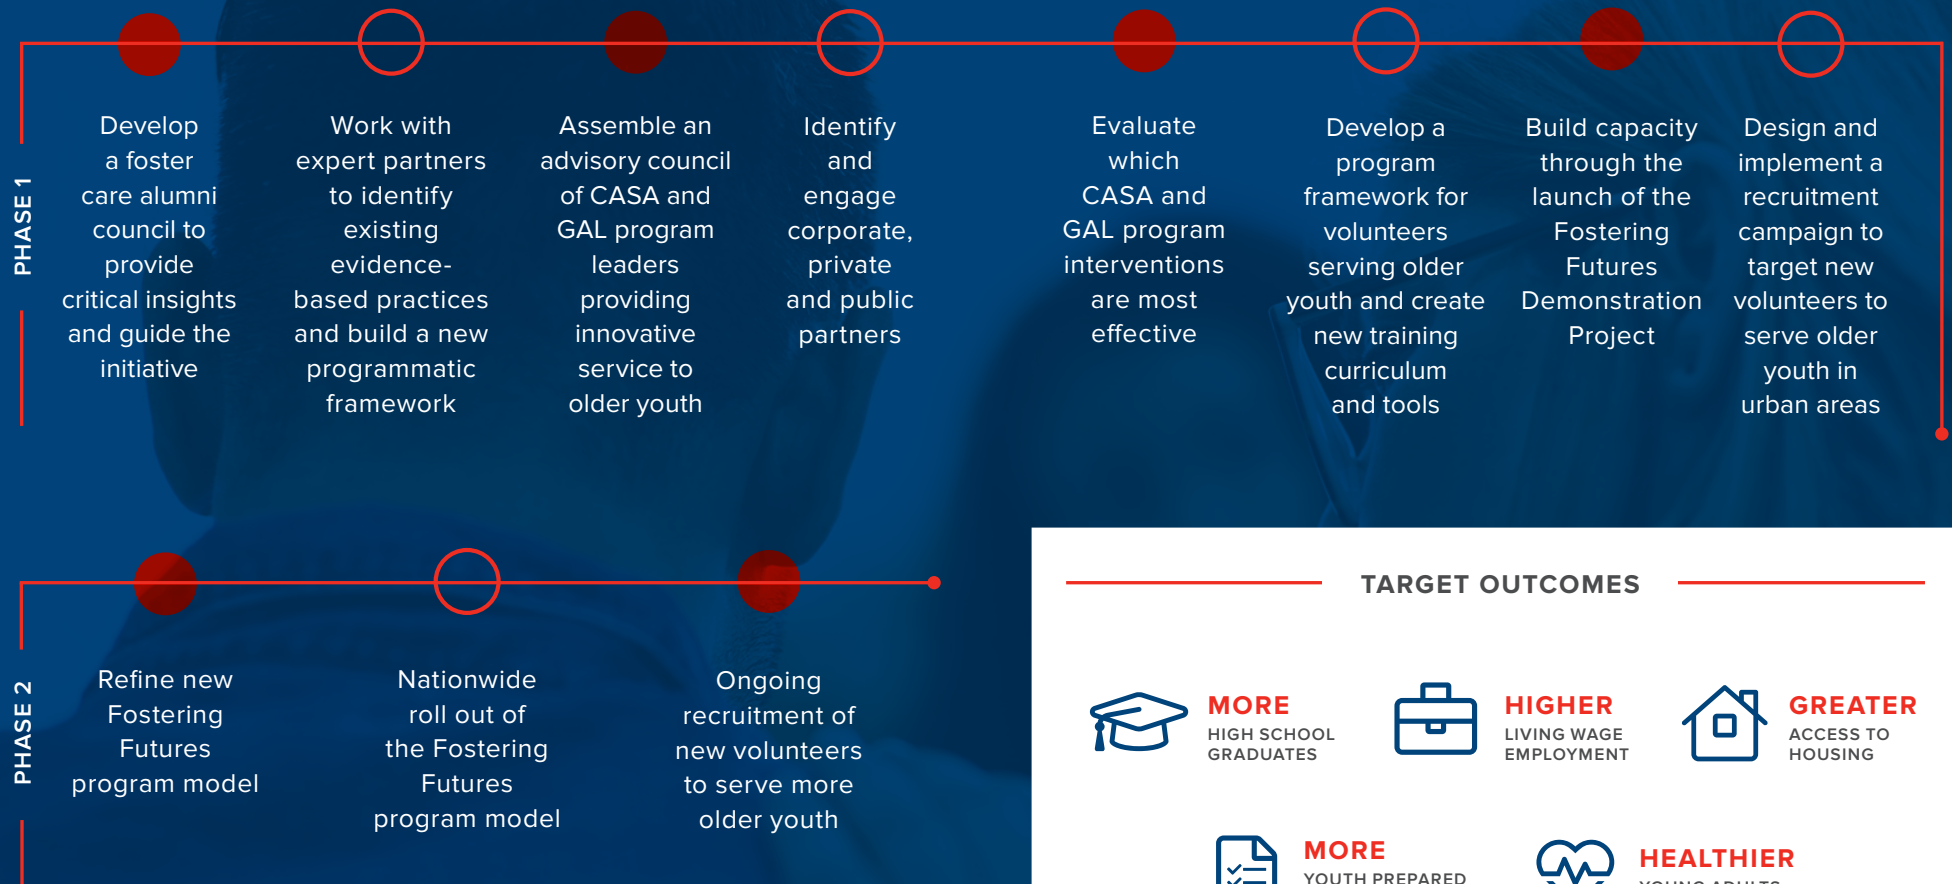 PHASE 1
Develop
a foster
care alumni
council to
provide
critical insights
and guide the
initiative
Work with
expert partners
to identify
existing
evidence-
based practices
and build a new
programmatic
framework
Assemble an
advisory council
of CASA and
GAL program
leaders
providing
innovative
service to
older youth
Identify
and
engage
corporate,
private
and public
partners
Evaluate
which
CASA and
GAL program
interventions
are most
effective
Develop a
program
framework for
volunteers
serving older
youth and create
new training
curriculum
and tools
Build capacity
through the
launch of the
Fostering
Futures
Demonstration
Project
Design and
implement a
recruitment
campaign to
target new
volunteers to
serve older
youth in
urban areas
PHASE 2
Refine new
Fostering
Futures
program model
Nationwide
roll out of
the Fostering
Futures
program model
Ongoing
recruitment of
new volunteers
to serve more
older youth
TARGET OUTCOMES
MORE
HIGH SCHOOL
GRADUATES
HIGHER
LIVING WAGE
EMPLOYMENT
GREATER
ACCESS TO
HOUSING
MORE
YOUTH PREPARED
HEALTHIER
YOUNG ADULTS